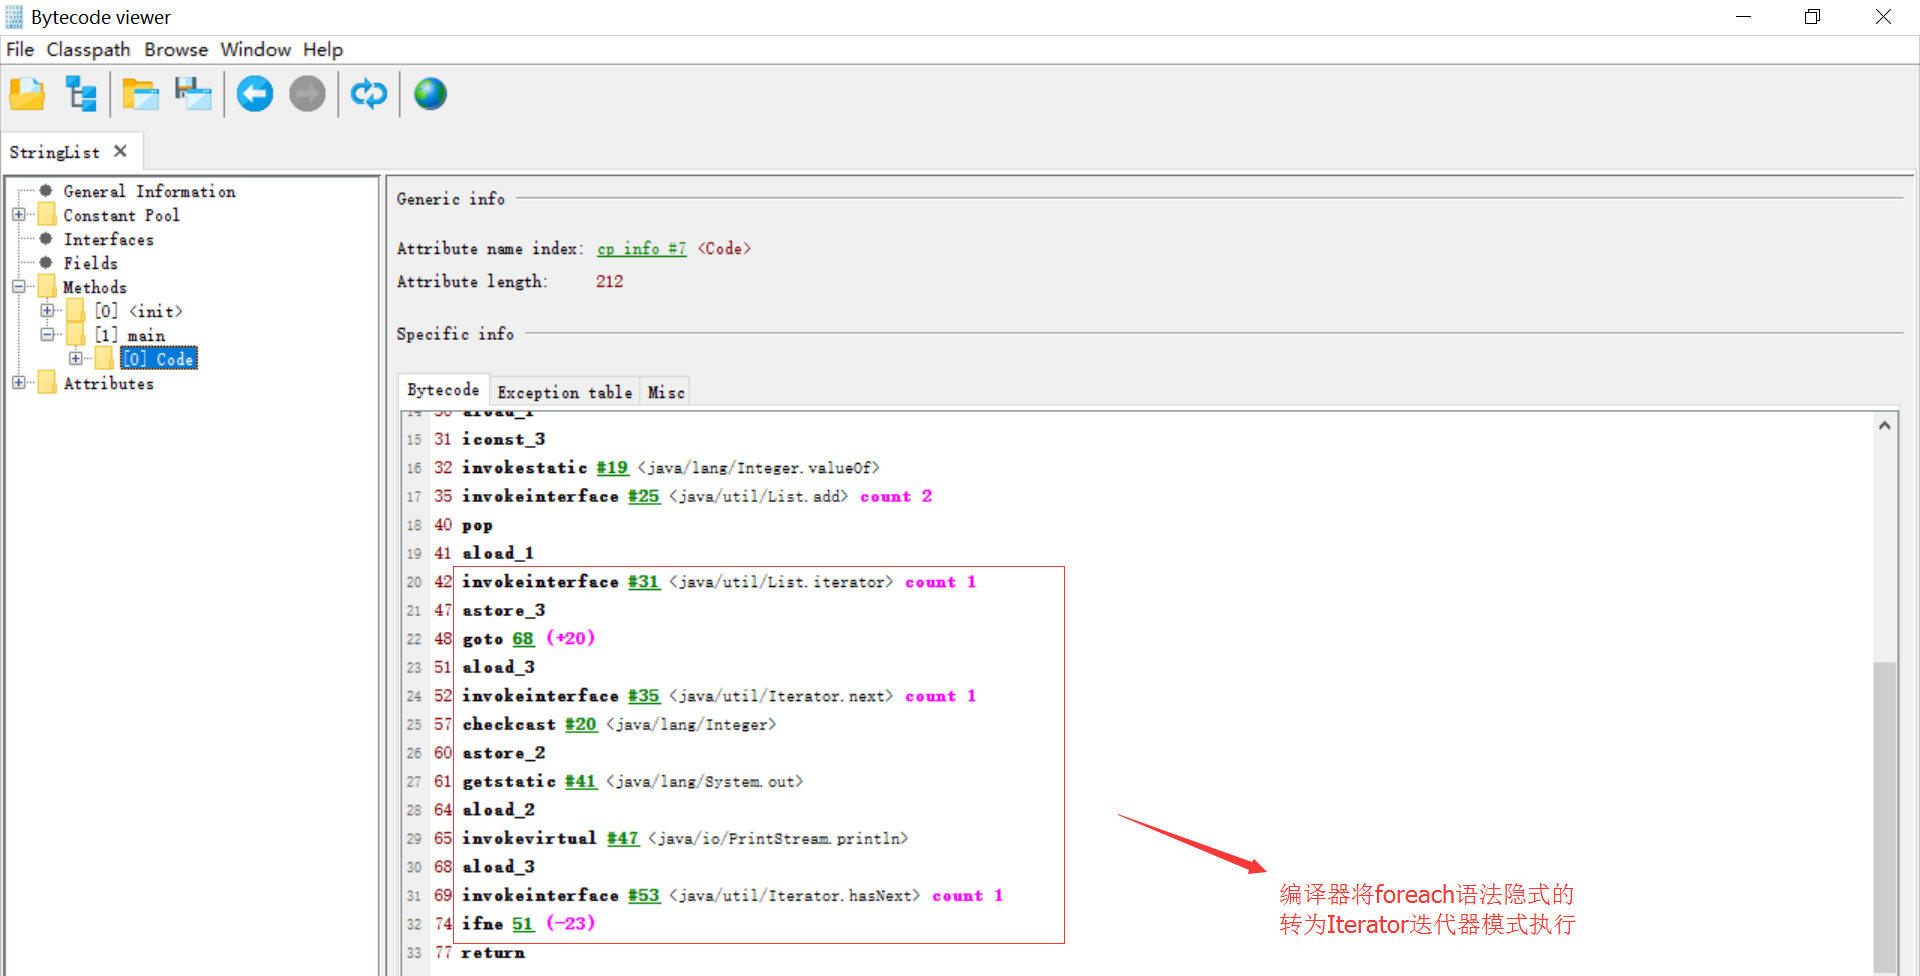 Bytecode viewer
File Classpath Browse Window Help
StringList
General Information
Constant Pool
Interfaces
Fields
Methods
[0] <init>
[1] main
[0] Code
Attributes
Generic info
Attribute name index: cp info #7 <Code>
Attribute length: 212
Specific info
Bytecode Exception table Misc
14 30 aload_1
15 31 iconst_3
16 32 invokestatic #19 <java/lang/Integer.valueOf>
17 35 invokeinterface #25 <java/util/List.add> count 2
18 40 pop
19 41 aload_1
20 42 invokeinterface #31 <java/util/List.iterator> count 1
21 47 astore_3
22 48 goto 68 (+20)
23 51 aload_3
24 52 invokeinterface #35 <java/util/Iterator.next> count 1
25 57 checkcast #20 <java/lang/Integer>
26 60 astore_2
27 61 getstatic #41 <java/lang/System.out>
28 64 aload_2
29 65 invokevirtual #47 <java/io/PrintStream.println>
30 68 aload_3
31 69 invokeinterface #53 <java/util/Iterator.hasNext> count 1
32 74 ifne 51 (-23)
33 77 return
编译器将foreach语法隐式的
转为Iterator迭代器模式执行